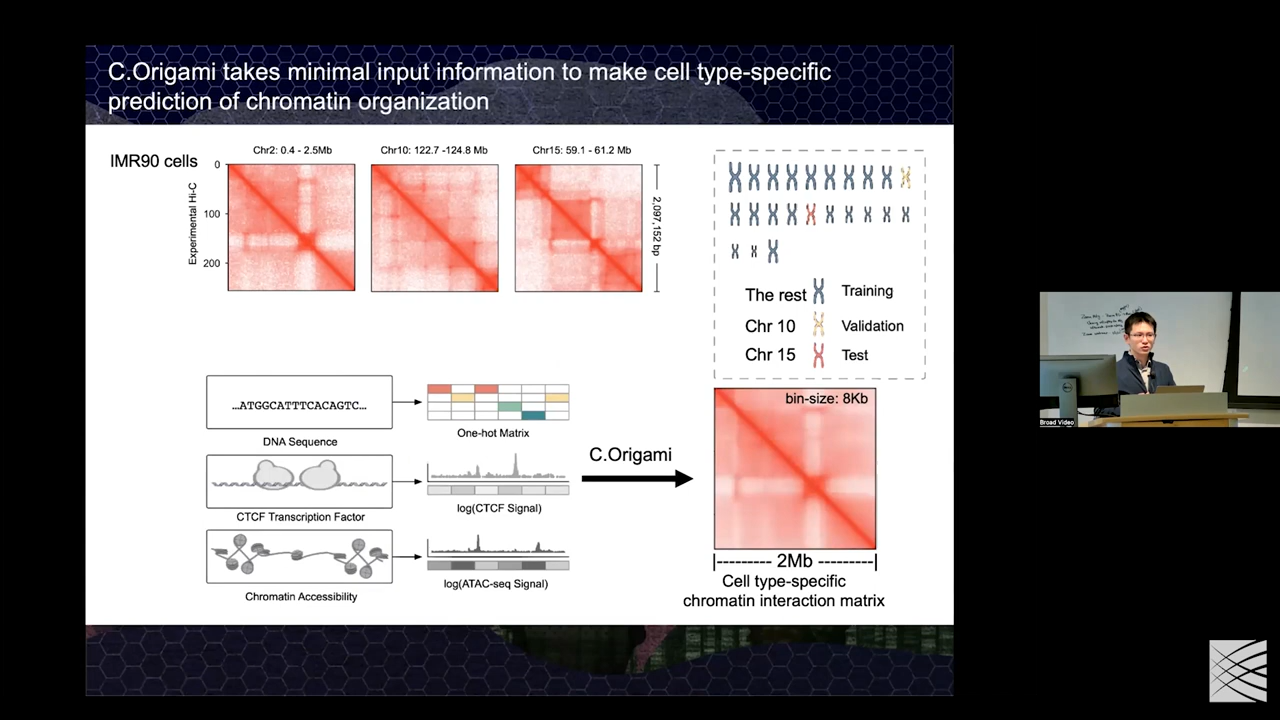 C.Origami takes minimal input information to make cell type-specific
prediction of chromatin organization
IMR90 cells
Chr2: 0.4 - 2.5Mb
Chr10: 122.7 -124.8 Mb
Chr15: 59.1 - 61.2 Mb
Experimental Hi-C
0
100
200
2,097,152 bp
The rest
Training
Chr 10
Validation
Chr 15
Test
...ATGGCATTTCACAGTC...
DNA Sequence
One-hot Matrix
CTCF Transcription Factor
log(CTCF Signal)
Chromatin Accessibility
log(ATAC-seq Signal)
C.Origami
bin-size: 8Kb
|--------- 2Mb ---------|
Cell type-specific
chromatin interaction matrix
Broad Video